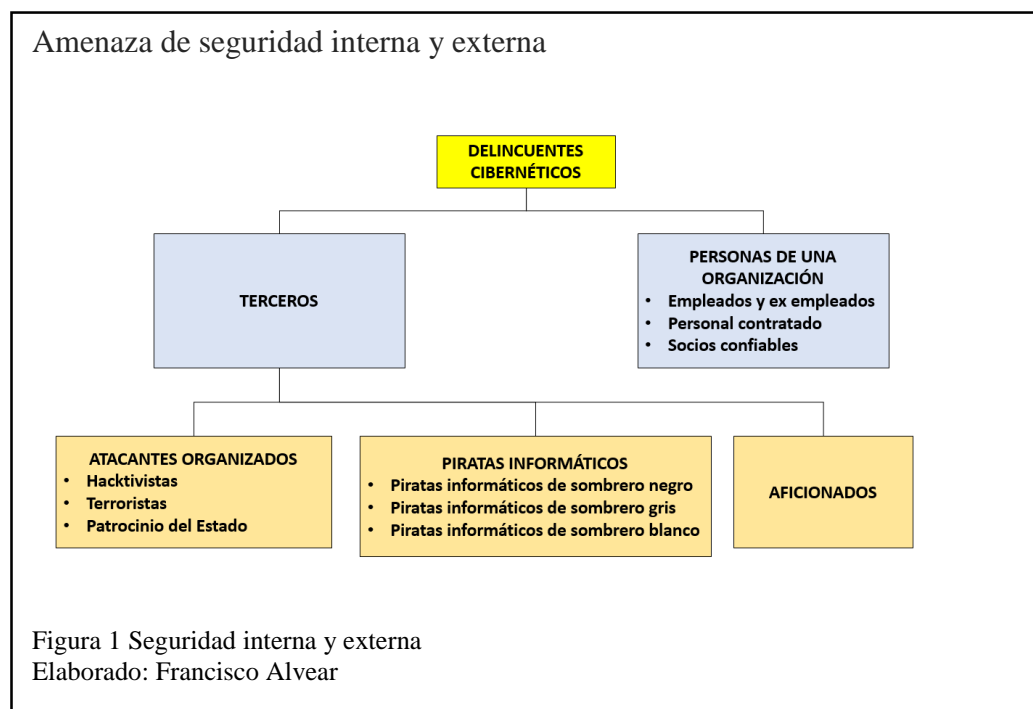 Amenaza de seguridad interna y externa
DELINCUENTES
CIBERNÉTICOS
TERCEROS
PERSONAS DE UNA
ORGANIZACIÓN
• Empleados y ex empleados
• Personal contratado
• Socios confiables
ATACANTES ORGANIZADOS
• Hacktivistas
• Terroristas
• Patrocinio del Estado
PIRATAS INFORMÁTICOS
• Piratas informáticos de sombrero negro
• Piratas informáticos de sombrero gris
• Piratas informáticos de sombrero blanco
AFICIONADOS
Figura 1 Seguridad interna y externa
Elaborado: Francisco Alvear